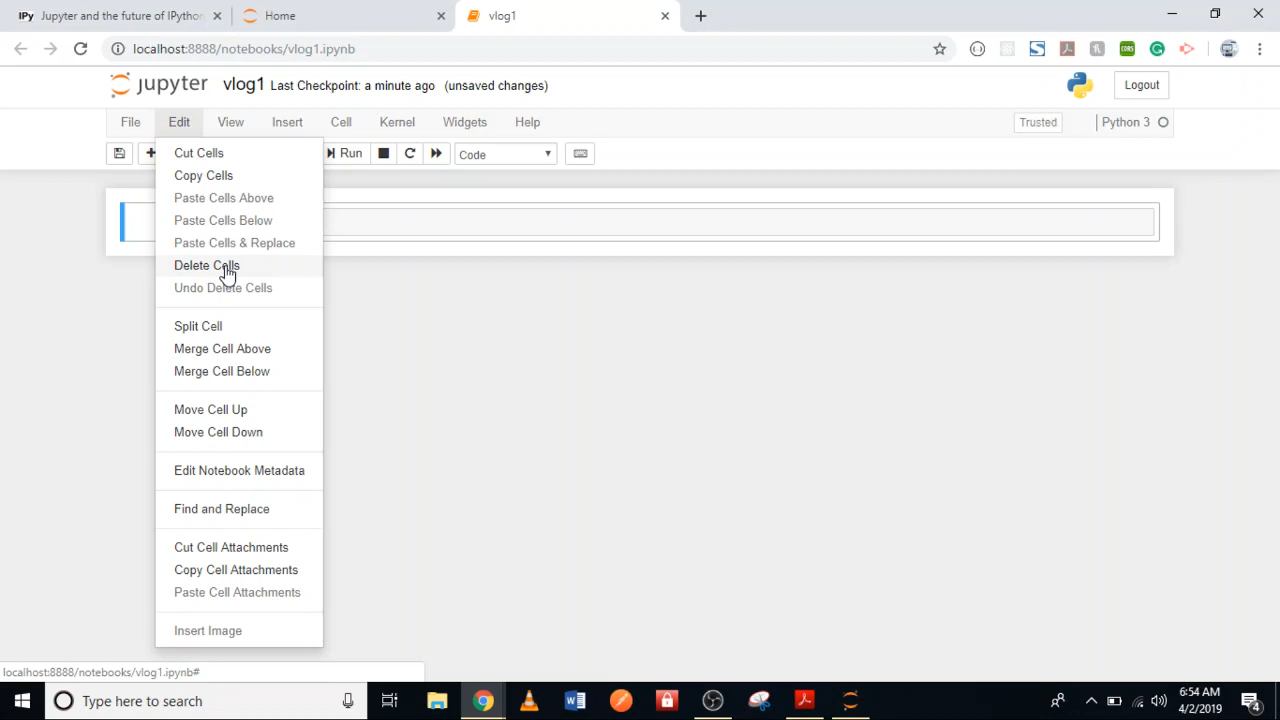 IPy Jupyter and the future of IPython
Home
vlog1
localhost:8888/notebooks/vlog1.ipynb
CORS
jupyter vlog1 Last Checkpoint: a minute ago (unsaved changes)
Logout
File Edit View Insert Cell Kernel Widgets Help
Trusted
Python 3
Run
Code
Cut Cells
Copy Cells
Paste Cells Above
Paste Cells Below
Paste Cells & Replace
Delete Cells
Undo Delete Cells
Split Cell
Merge Cell Above
Merge Cell Below
Move Cell Up
Move Cell Down
Edit Notebook Metadata
Find and Replace
Cut Cell Attachments
Copy Cell Attachments
Paste Cell Attachments
Insert Image
localhost:8888/notebooks/vlog1.ipynb#
Type here to search
6:54 AM
4/2/2019
4